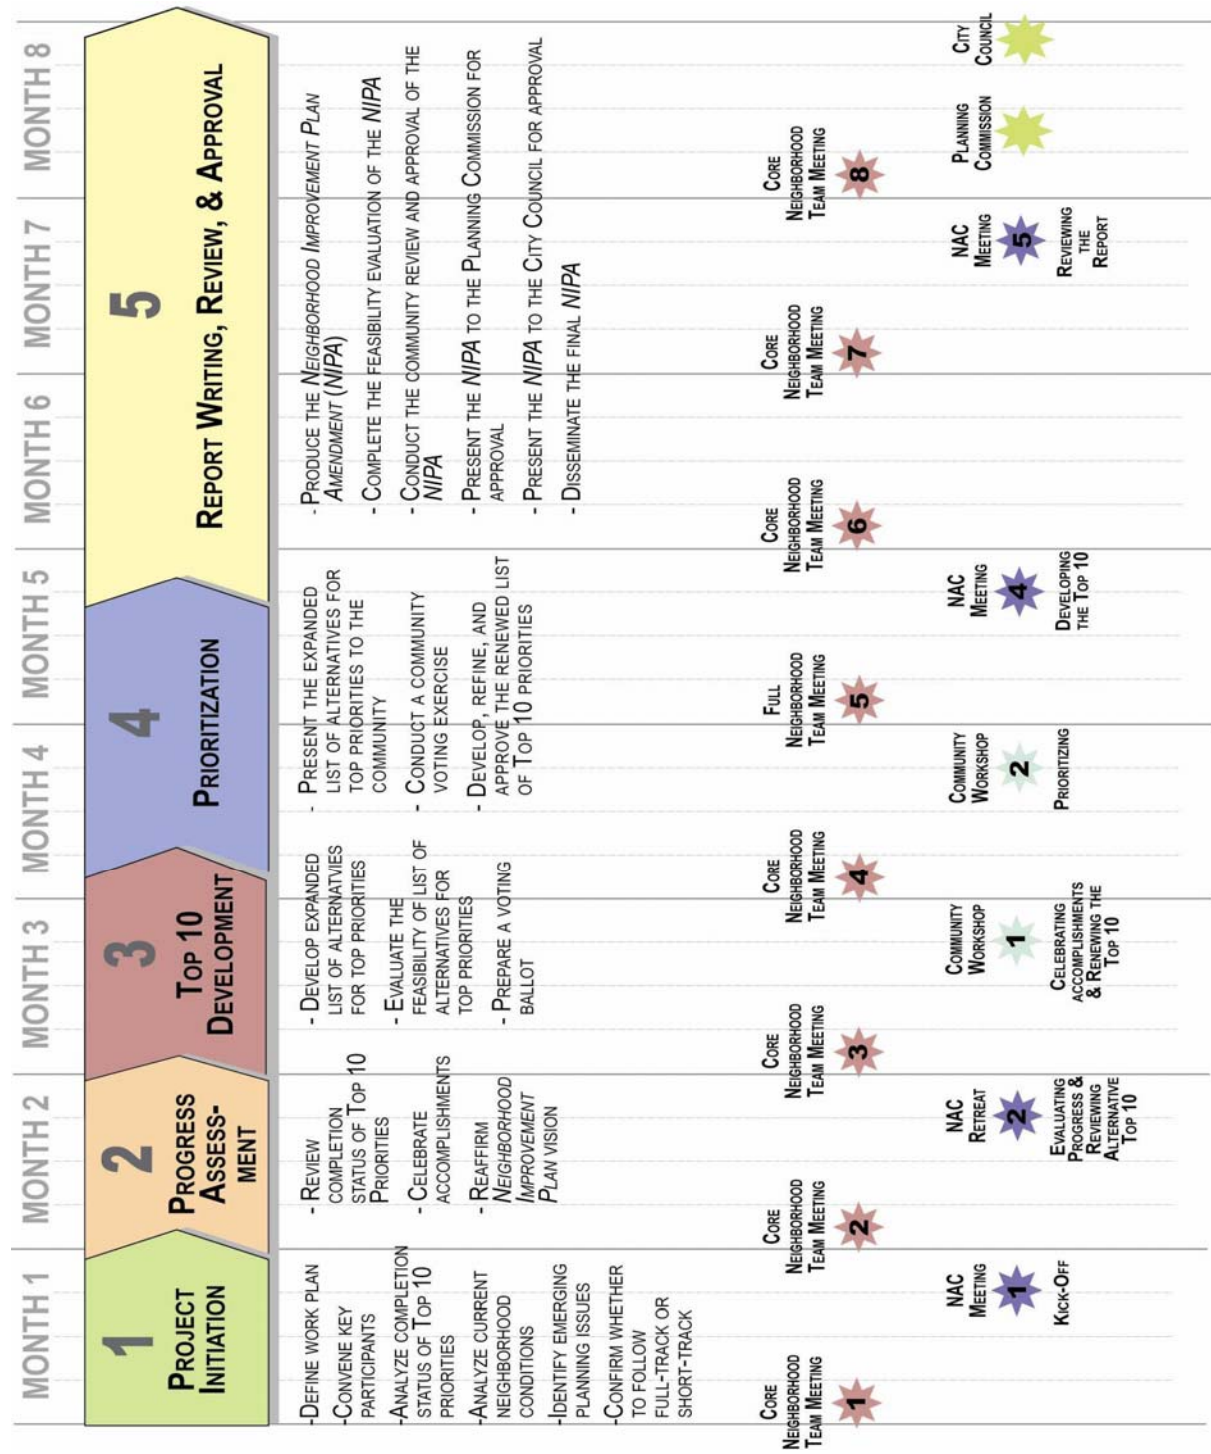 MONTH 1
MONTH 2
MONTH 3
MONTH 4
MONTH 5
MONTH 6
MONTH 7
MONTH 8
1
PROJECT
INITIATION
2
PROGRESS
ASSESS-
MENT
3
TOP 10
DEVELOPMENT
4
PRIORITIZATION
5
REPORT WRITING, REVIEW, & APPROVAL
-DEFINE WORK PLAN
-CONVENE KEY
PARTICIPANTS
-ANALYZE COMPLETION
STATUS OF TOP 10
PRIORITIES
-ANALYZE CURRENT
NEIGHBORHOOD
CONDITIONS
-IDENTIFY EMERGING
PLANNING ISSUES
-CONFIRM WHETHER
TO FOLLOW
FULL-TRACK OR
SHORT-TRACK
- REVIEW
COMPLETION
STATUS OF TOP 10
PRIORITIES
- CELEBRATE
ACCOMPLISHMENTS
- REAFFIRM
NEIGHBORHOOD
IMPROVEMENT
PLAN VISION
- DEVELOP EXPANDED
LIST OF ALTERNATVIES
FOR TOP PRIORITIES
- EVALUATE THE
FEASIBILITY OF LIST OF
ALTERNATIVES FOR
TOP PRIORITIES
- PREPARE A VOTING
BALLOT
- PRESENT THE EXPANDED
LIST OF ALTERNATIVES FOR
TOP PRIORITIES TO THE
COMMUNITY
- CONDUCT A COMMUNITY
VOTING EXERCISE
- DEVELOP, REFINE, AND
APPROVE THE RENEWED LIST
OF TOP 10 PRIORITIES
- PRODUCE THE NEIGHBORHOOD IMPROVEMENT PLAN
AMENDMENT (NIPA)
- COMPLETE THE FEASIBILITY EVALUATION OF THE NIPA
- CONDUCT THE COMMUNITY REVIEW AND APPROVAL OF THE
NIPA
- PRESENT THE NIPA TO THE PLANNING COMMISSION FOR
APPROVAL
- PRESENT THE NIPA TO THE CITY COUNCIL FOR APPROVAL
- DISSEMINATE THE FINAL NIPA
CORE
NEIGHBORHOOD
TEAM MEETING
1
CORE
NEIGHBORHOOD
TEAM MEETING
2
CORE
NEIGHBORHOOD
TEAM MEETING
3
CORE
NEIGHBORHOOD
TEAM MEETING
4
FULL
NEIGHBORHOOD
TEAM MEETING
5
CORE
NEIGHBORHOOD
TEAM MEETING
6
CORE
NEIGHBORHOOD
TEAM MEETING
7
CORE
NEIGHBORHOOD
TEAM MEETING
8
NAC
MEETING
1
KICK-OFF
NAC
RETREAT
2
EVALUATING
PROGRESS &
REVIEWING
ALTERNATIVE
TOP 10
COMMUNITY
WORKSHOP
1
CELEBRATING
ACCOMPLISHMENTS
& RENEWING THE
TOP 10
COMMUNITY
WORKSHOP
2
PRIORITIZING
NAC
MEETING
4
DEVELOPING
THE TOP 10
NAC
MEETING
5
REVIEWING
THE
REPORT
PLANNING
COMMISSION
CITY
COUNCIL